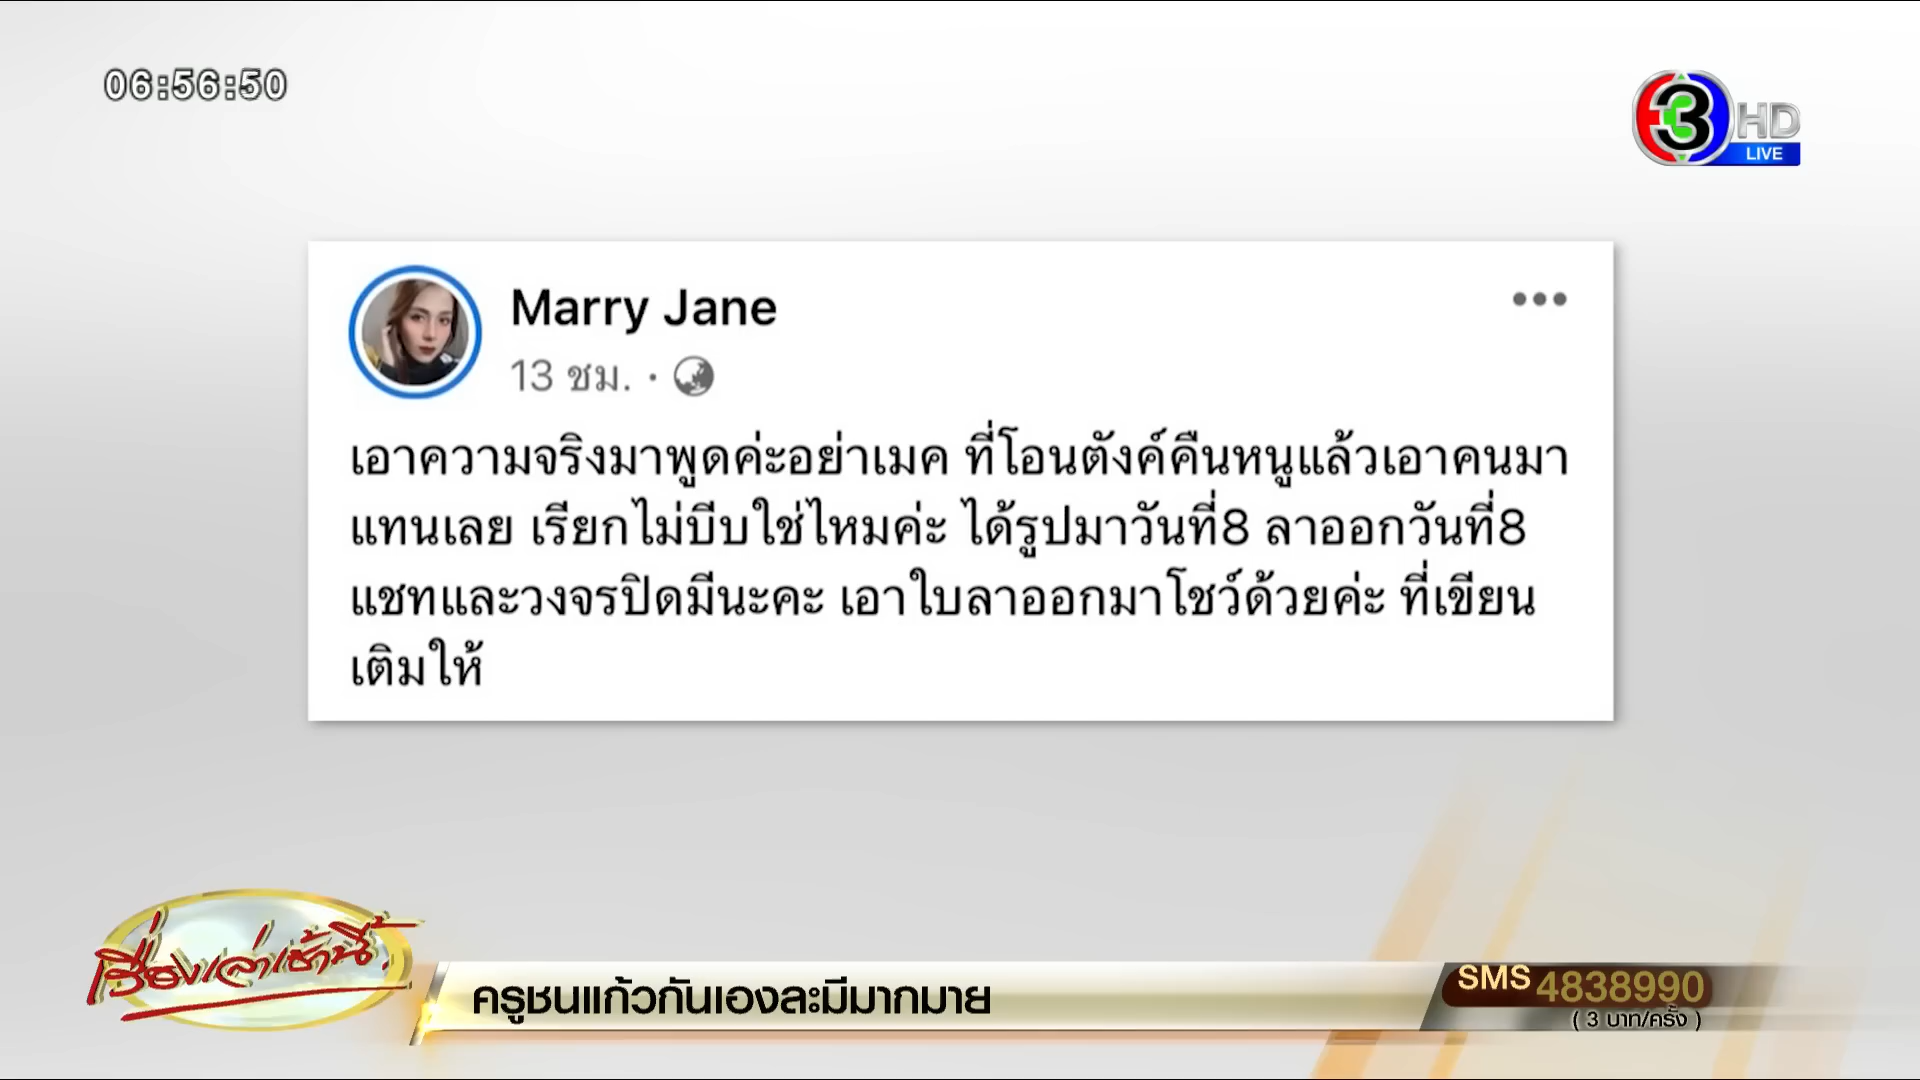 06:56:50
3 HD
LIVE
Marry Jane
13 ชม. ·
เอาความจริงมาพูดค่ะอย่าเมค ที่โอนตังค์คืนหนูแล้วเอาคนมา
แทนเลย เรียกไม่บีบใช่ไหมค่ะ ได้รูปมาวันที่8 ลาออกวันที่8
แชทและวงจรปิดมีนะคะ เอาใบลาออกมาโชว์ด้วยค่ะ ที่เขียน
เติมให้
เรื่องเล่าเช้านี้
ครูชนแก้วกันเองละมีมากมาย
SMS 4838990
( 3 บาท/ครั้ง )